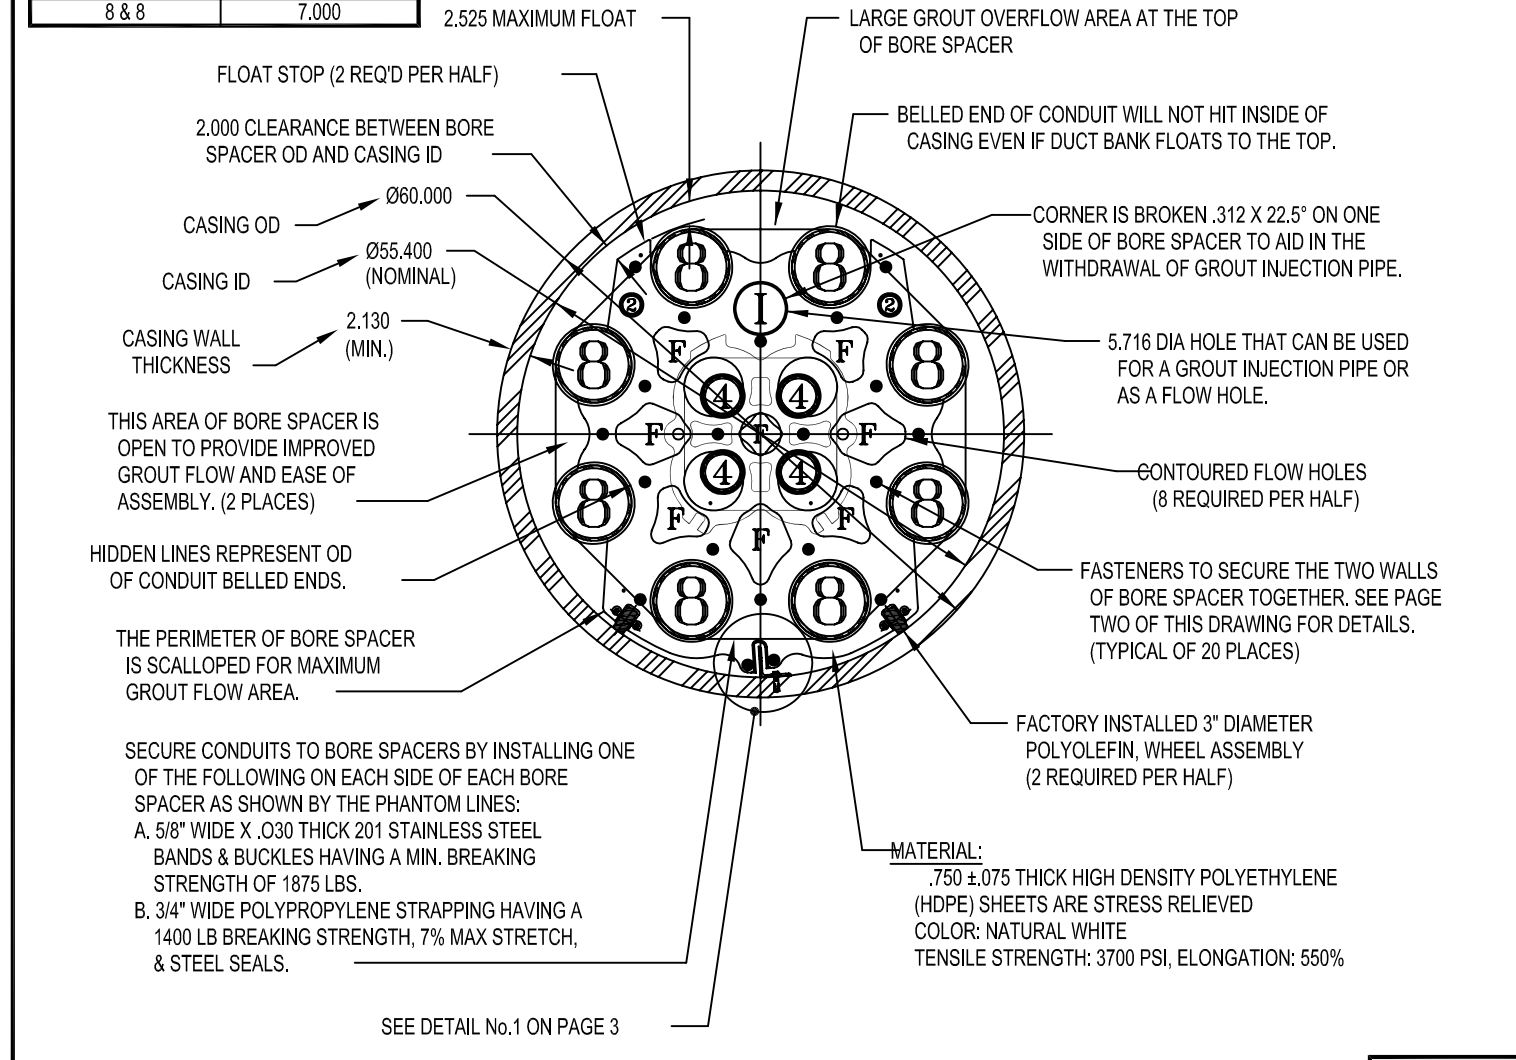 8 & 8
7.000
2.525 MAXIMUM FLOAT
LARGE GROUT OVERFLOW AREA AT THE TOP
OF BORE SPACER
FLOAT STOP (2 REQ'D PER HALF)
BELLED END OF CONDUIT WILL NOT HIT INSIDE OF
CASING EVEN IF DUCT BANK FLOATS TO THE TOP.
2.000 CLEARANCE BETWEEN BORE
SPACER OD AND CASING ID
Ø60.000
CASING OD
CORNER IS BROKEN .312 X 22.5° ON ONE
SIDE OF BORE SPACER TO AID IN THE
WITHDRAWAL OF GROUT INJECTION PIPE.
Ø55.400
(NOMINAL)
CASING ID
2.130
(MIN.)
CASING WALL
THICKNESS
5.716 DIA HOLE THAT CAN BE USED
FOR A GROUT INJECTION PIPE OR
AS A FLOW HOLE.
8 8
2 I 2
8 F F 8
4 4
F F F
4 4
8 F F F 8
8 8
THIS AREA OF BORE SPACER IS
OPEN TO PROVIDE IMPROVED
GROUT FLOW AND EASE OF
ASSEMBLY. (2 PLACES)
CONTOURED FLOW HOLES
(8 REQUIRED PER HALF)
HIDDEN LINES REPRESENT OD
OF CONDUIT BELLED ENDS.
FASTENERS TO SECURE THE TWO WALLS
OF BORE SPACER TOGETHER. SEE PAGE
TWO OF THIS DRAWING FOR DETAILS.
(TYPICAL OF 20 PLACES)
THE PERIMETER OF BORE SPACER
IS SCALLOPED FOR MAXIMUM
GROUT FLOW AREA.
FACTORY INSTALLED 3" DIAMETER
POLYOLEFIN, WHEEL ASSEMBLY
(2 REQUIRED PER HALF)
SECURE CONDUITS TO BORE SPACERS BY INSTALLING ONE
OF THE FOLLOWING ON EACH SIDE OF EACH BORE
SPACER AS SHOWN BY THE PHANTOM LINES:
A. 5/8" WIDE X .O30 THICK 201 STAINLESS STEEL
BANDS & BUCKLES HAVING A MIN. BREAKING
STRENGTH OF 1875 LBS.
B. 3/4" WIDE POLYPROPYLENE STRAPPING HAVING A
1400 LB BREAKING STRENGTH, 7% MAX STRETCH,
& STEEL SEALS.
MATERIAL:
.750 ±.075 THICK HIGH DENSITY POLYETHYLENE
(HDPE) SHEETS ARE STRESS RELIEVED
COLOR: NATURAL WHITE
TENSILE STRENGTH: 3700 PSI, ELONGATION: 550%
SEE DETAIL No.1 ON PAGE 3